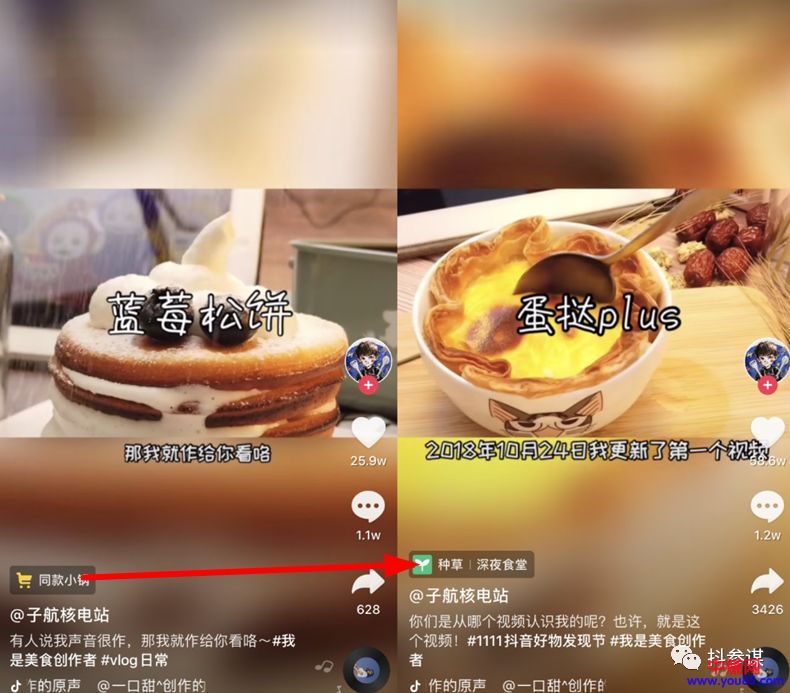 蓝莓松饼
那我就作给你看咯
25.9w
1.1w
同款小锅
628
@子航核电站
有人说我声音很作，那我就作给你看咯～#我
是美食创作者 #vlog日常
作的原声 @一口甜^创作的
蛋挞plus
2018年10月24日我更新了第一个视频
58.6w
1.2w
种草 | 深夜食堂
3426
@子航核电站
你们是从哪个视频认识我的呢？也许，就是这
个视频！#1111抖音好物发现节 #我是美食创作
者
作的原声 @一口甜^创作的
抖参谋
www.you85.com